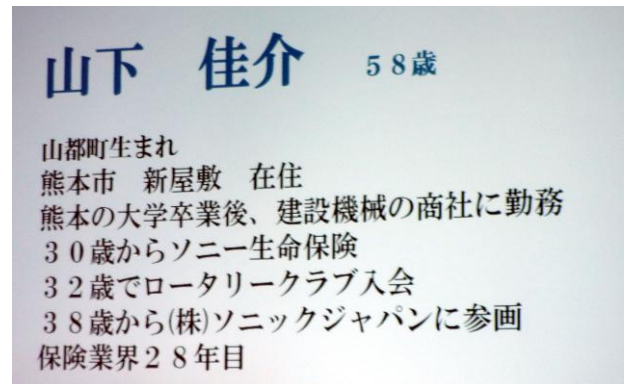 山下　佳介　５８歳
山都町生まれ
熊本市　新屋敷　在住
熊本の大学卒業後、建設機械の商社に勤務
３０歳からソニー生命保険
３２歳でロータリークラブ入会
３８歳から(株)ソニックジャパンに参画
保険業界２８年目